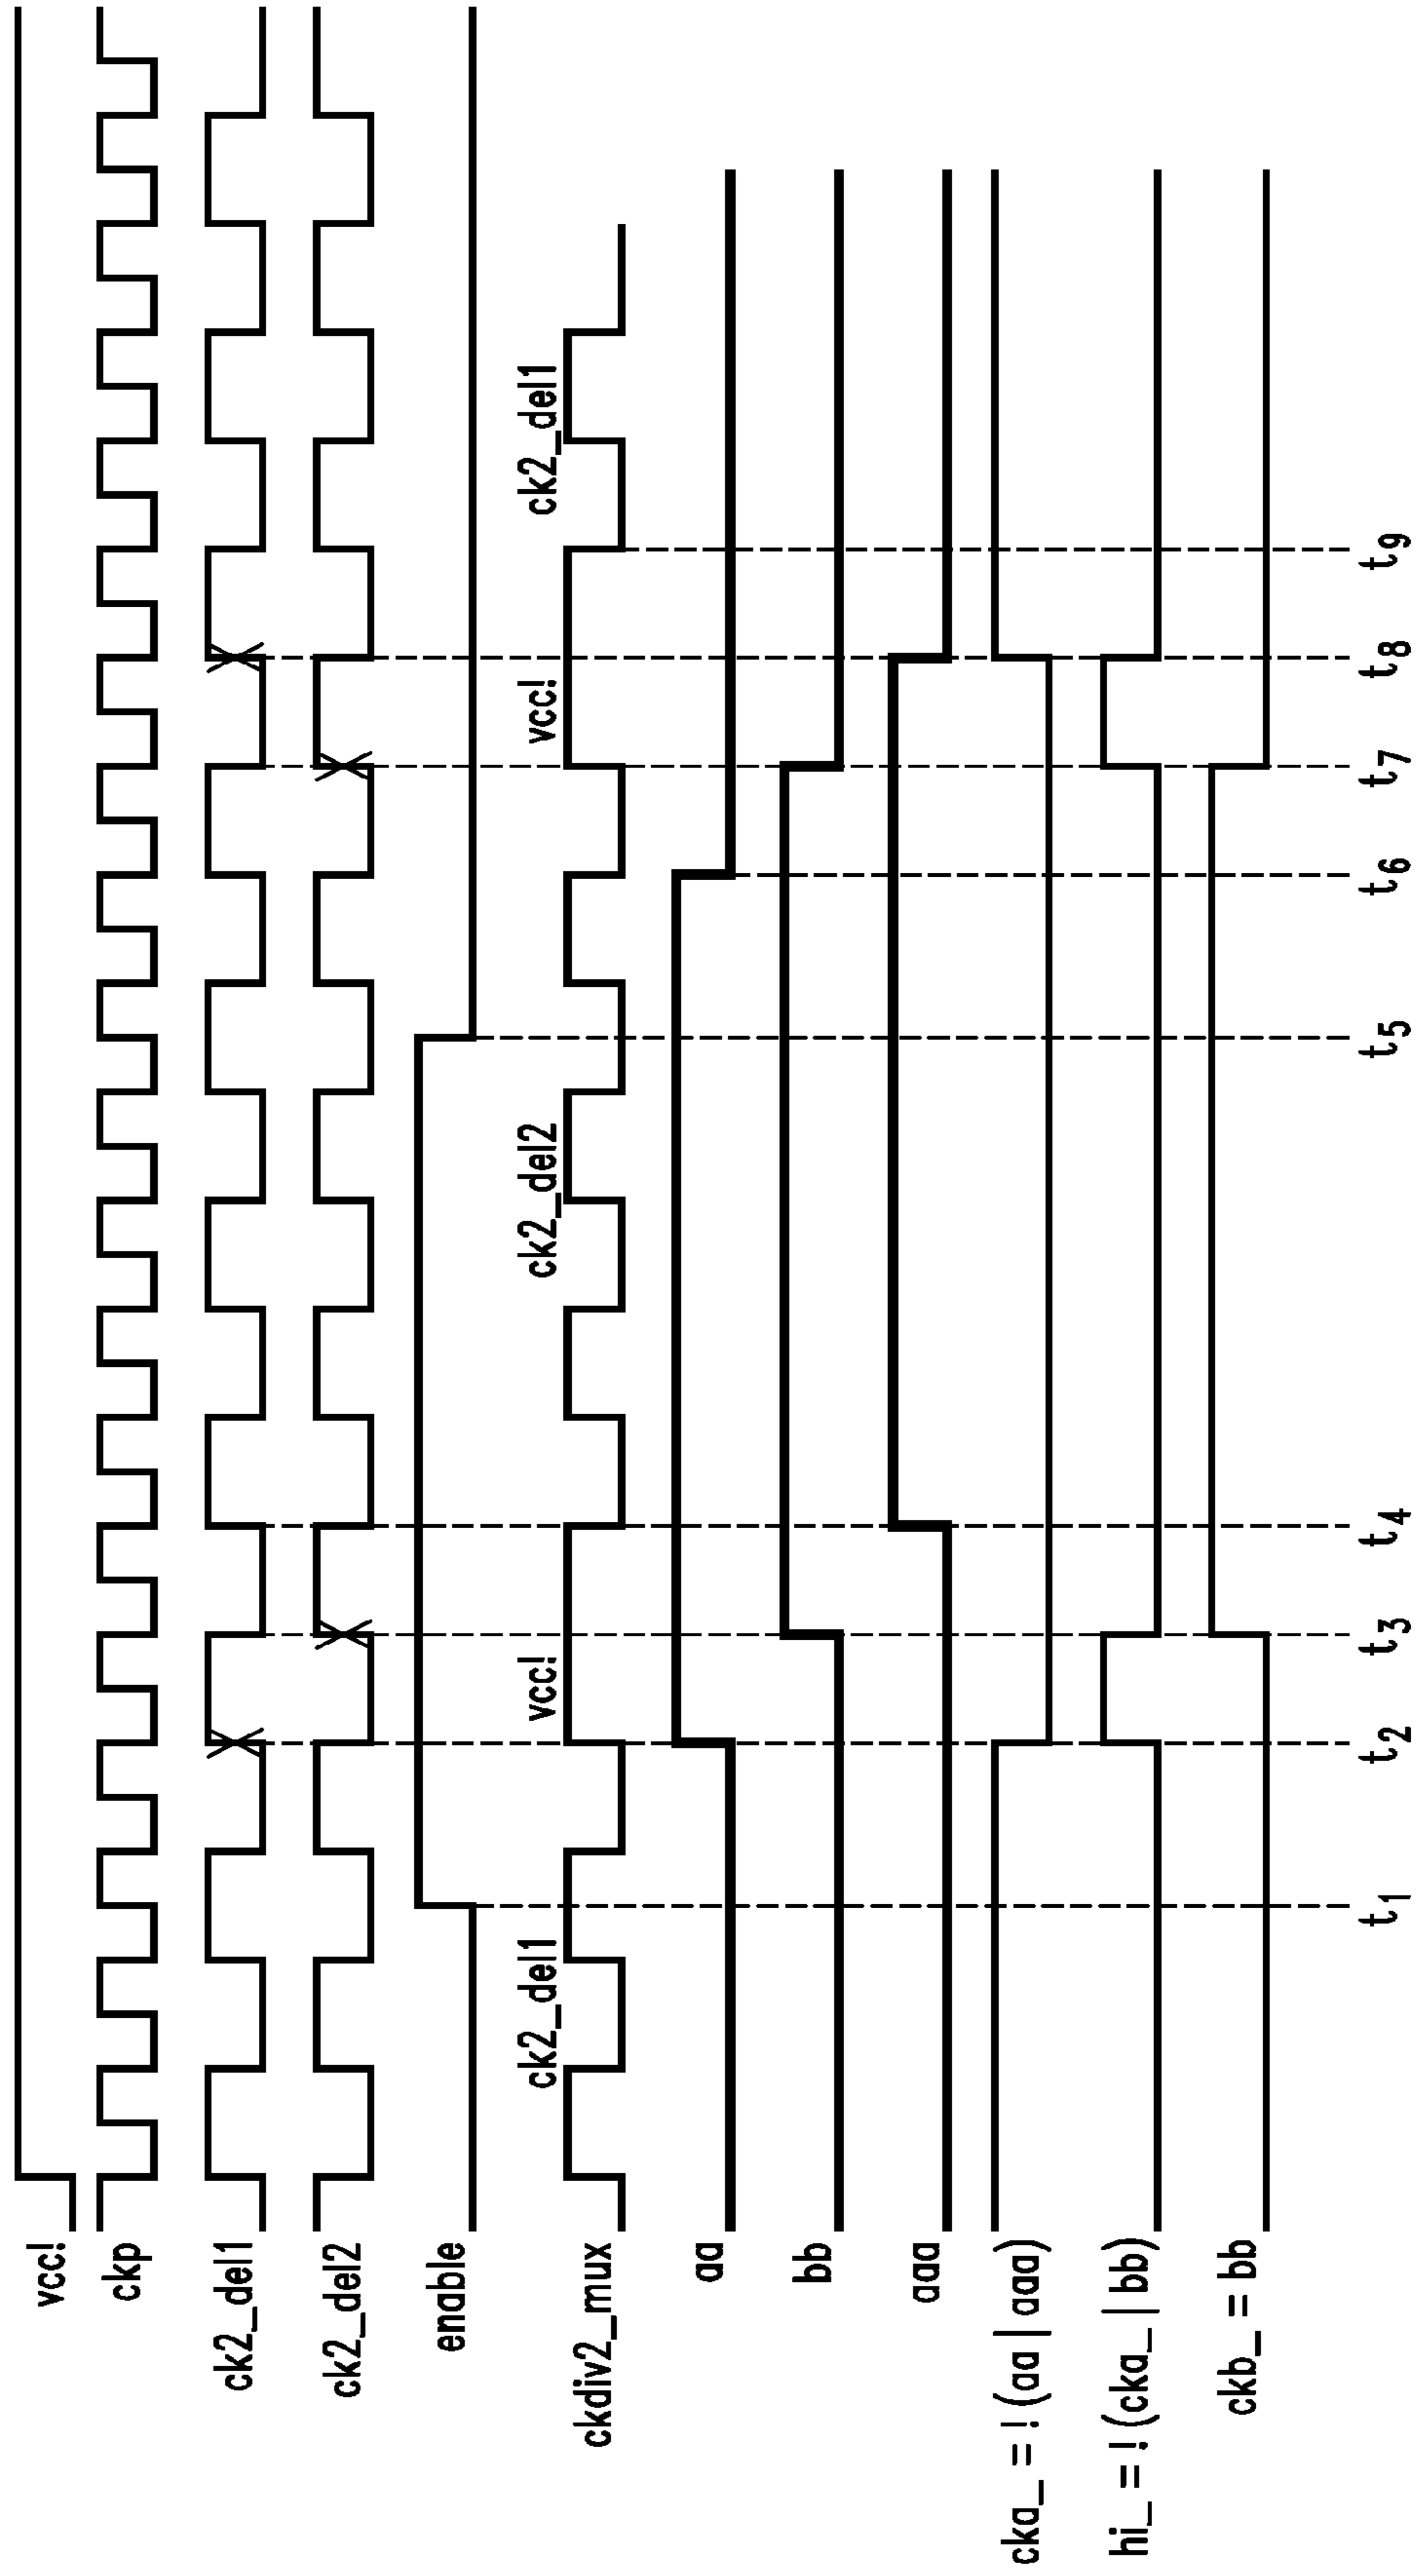 vcc!
ckp
ck2_del1
ck2_del2
enable
ck2_del1 vcc! ck2_del2 vcc! ck2_del1
ckdiv2_mux
aa
bb
aaa
cka_ = ! (aa | aaa)
hi_ = ! (cka_ | bb)
ckb_ = bb
t1 t2 t3 t4 t5 t6 t7 t8 t9